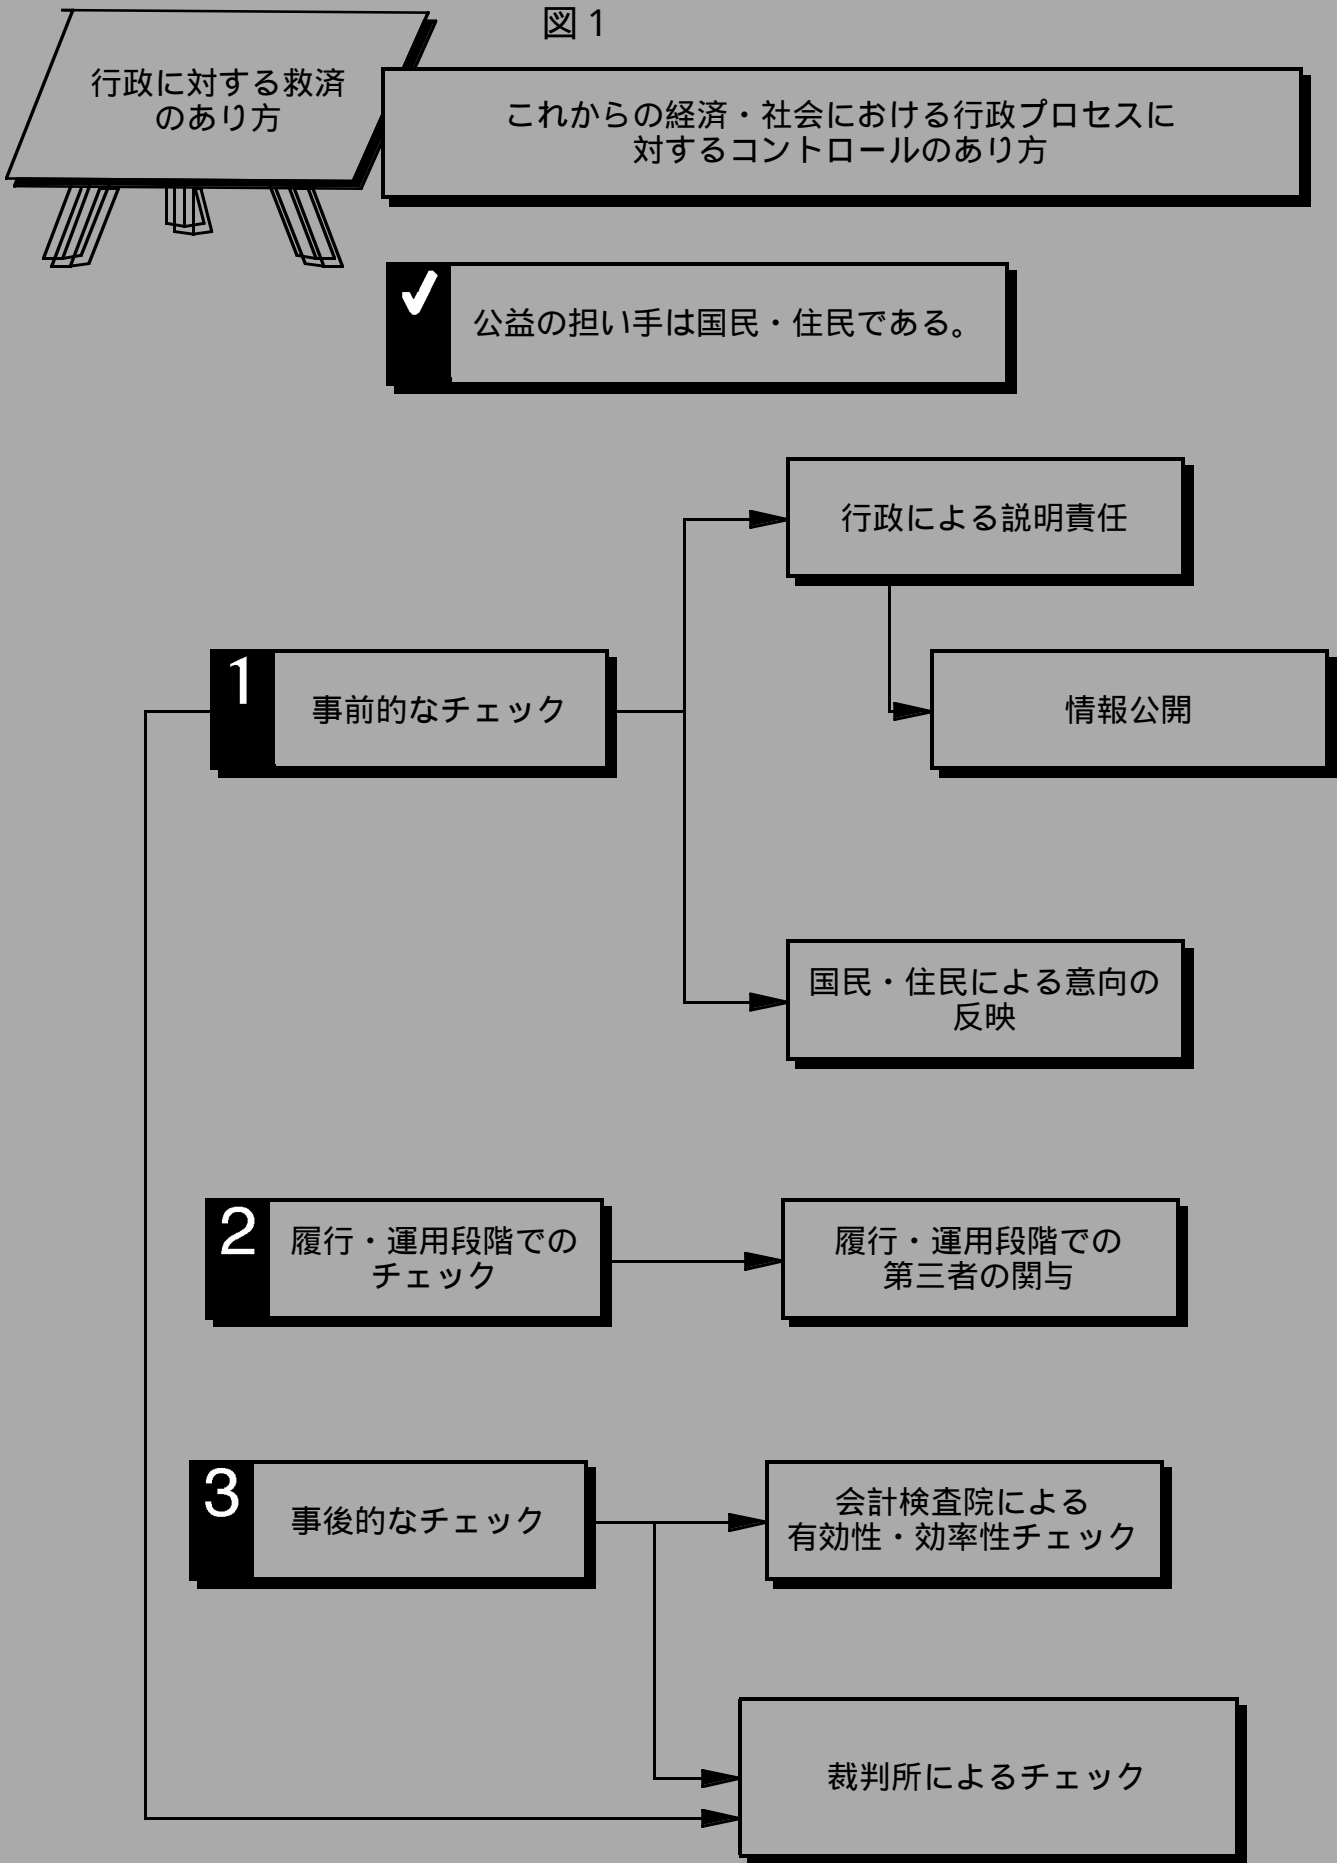 図1
行政に対する救済
のあり方
これからの経済・社会における行政プロセスに
対するコントロールのあり方
公益の担い手は国民・住民である。
行政による説明責任
1
事前的なチェック
情報公開
国民・住民による意向の
反映
2
履行・運用段階での
チェック
履行・運用段階での
第三者の関与
3
事後的なチェック
会計検査院による
有効性・効率性チェック
裁判所によるチェック